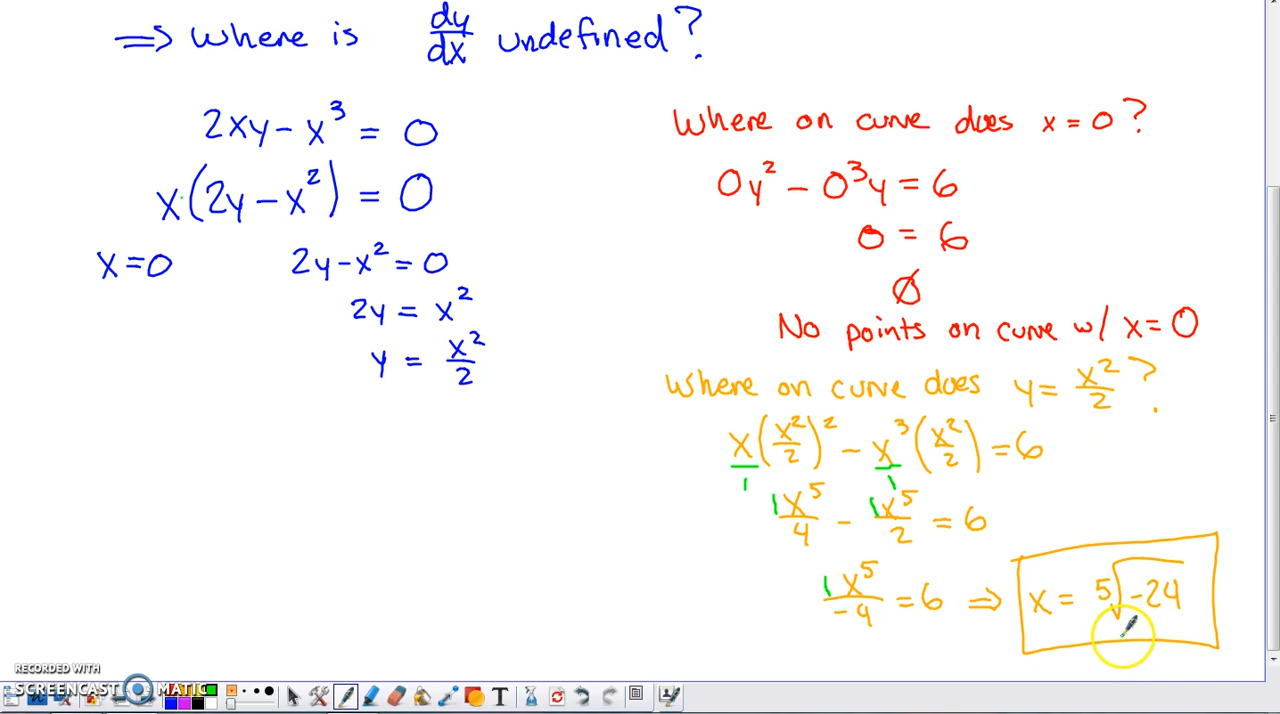 ⇒ Where is dy/dx undefined?
2xy - x³ = 0
x·(2y - x²) = 0
x=0
2y-x² = 0
2y = x²
y = x²/2
Where on curve does x = 0?
0y² - 0³y = 6
0 = 6
∅
No points on curve w/ x=0
Where on curve does y = x²/2?
x/1 (x²/2)² - x³/1 (x²/2) = 6
1x⁵/4 - 1x⁵/2 = 6
1x⁵/-4 = 6 ⇒ x = ⁵√-24
RECORDED WITH
SCREENCAST MATIC
T